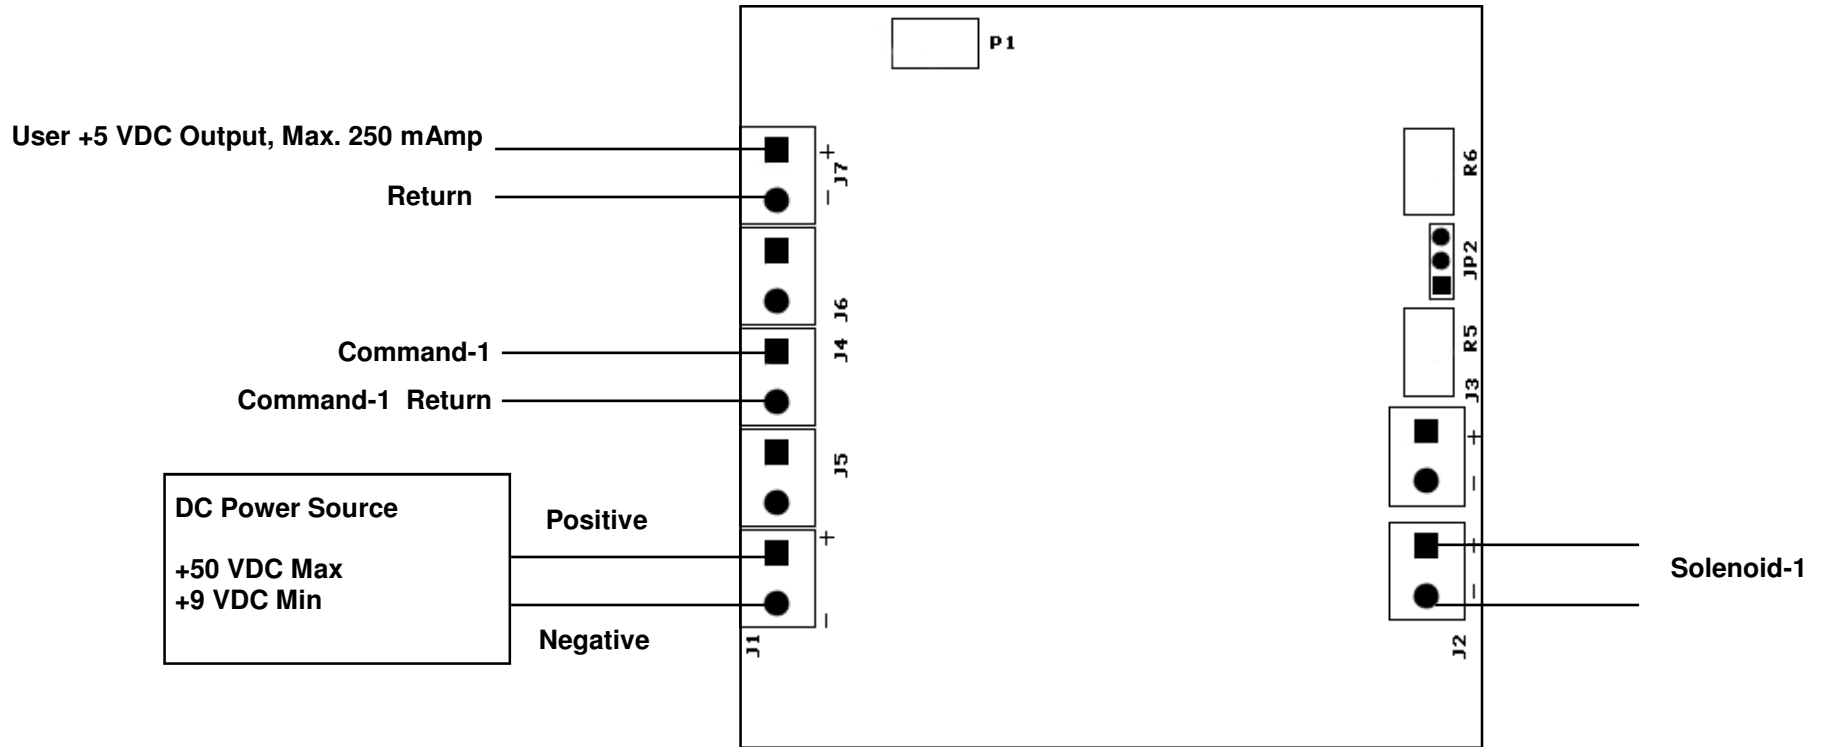 P1
User +5 VDC Output, Max. 250 mAmp
+
J7
Return
–
J6
Command-1
J4
Command-1 Return
J5
DC Power Source
+50 VDC Max
+9 VDC Min
Positive
+
Negative
–
J1
R6
JP2
R5
J3
+
–
+
–
Solenoid-1
J2